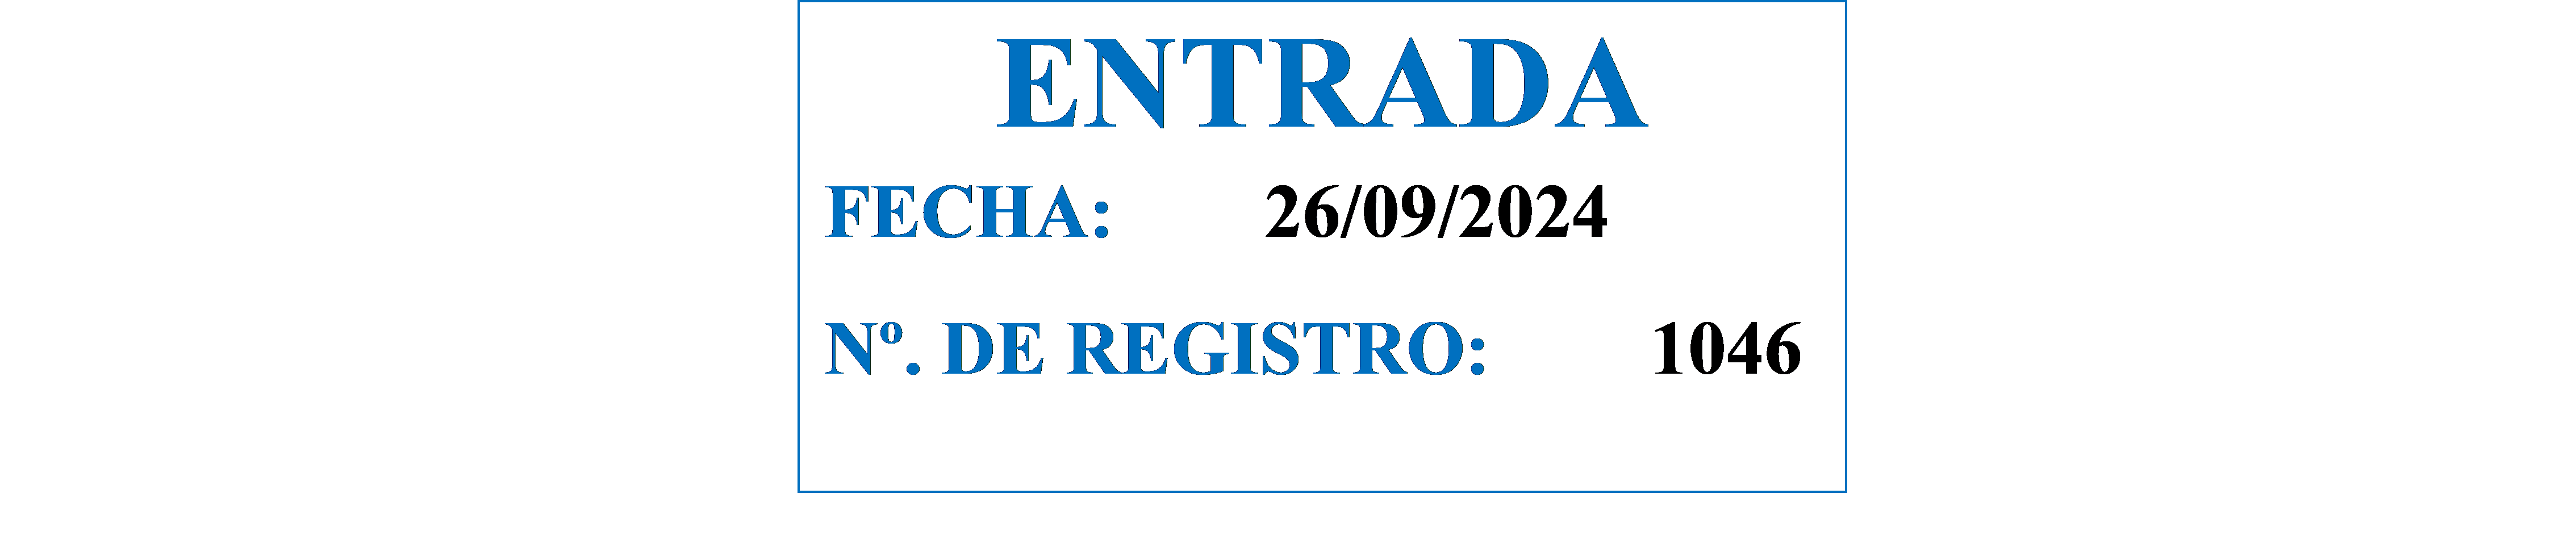 ENTRADA
FECHA: 26/09/2024
Nº. DE REGISTRO: 1046